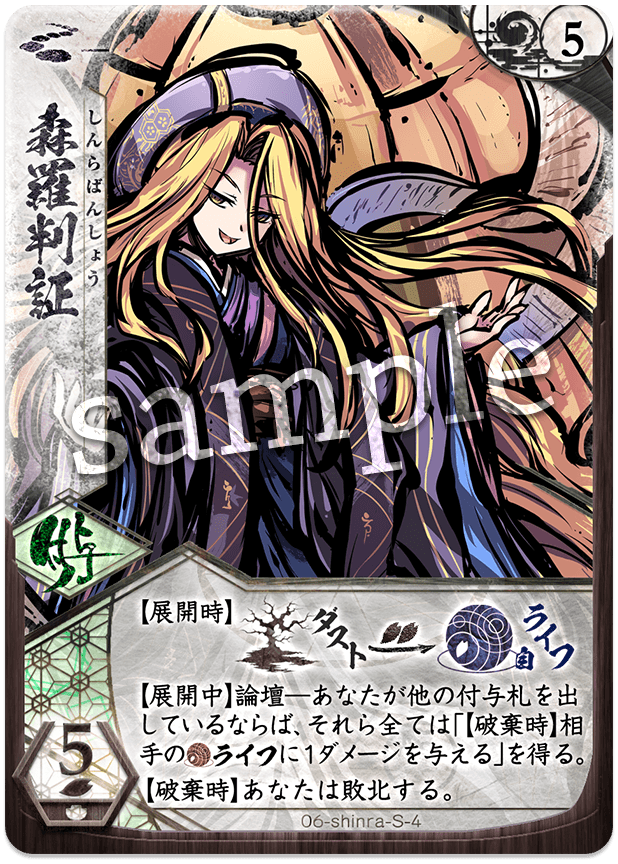 5
森羅判証
しんらばんしょう
sample
付与
【展開時】ダスト→自ライフ
【展開中】論壇―あなたが他の付与札を出
しているならば、それら全ては「【破棄時】相
手のライフに1ダメージを与える」を得る。
【破棄時】あなたは敗北する。
5
06-shinra-S-4